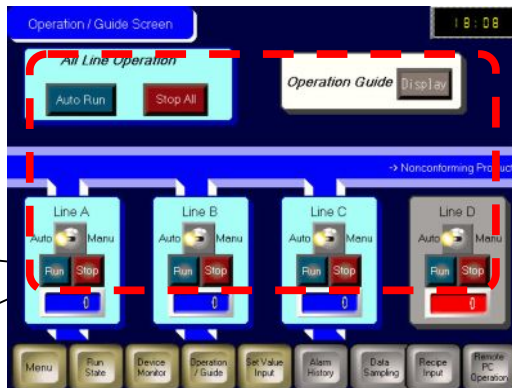 Operation / Guide Screen
18:08
All Line Operation
Auto Run
Stop All
Operation Guide
Display
-> Nonconforming Product
Line A
Auto
Manu
Run
Stop
0
Line B
Auto
Manu
Run
Stop
0
Line C
Auto
Manu
Run
Stop
0
Line D
Auto
Manu
Run
Stop
0
Menu
Run
State
Device
Monitor
Operation
/ Guide
Set Value
Input
Alarm
History
Data
Sampling
Recipe
Input
Remote
PC
Operation